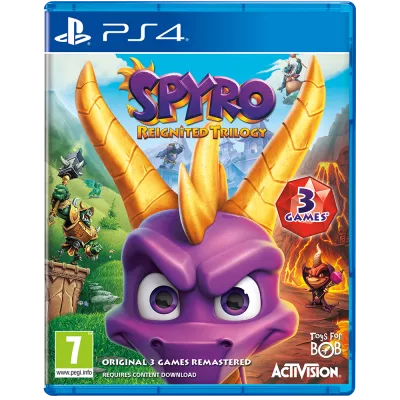 PS4
SPYRO
REIGNITED TRILOGY
3
GAMES
7
www.pegi.info
ORIGINAL 3 GAMES REMASTERED
REQUIRES CONTENT DOWNLOAD
TOYS FOR
BOB
ACTIVISION